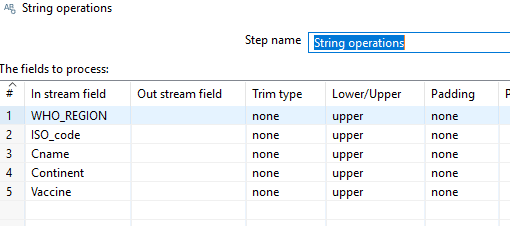 String operations
Step name String operations
The fields to process:
# In stream field Out stream field Trim type Lower/Upper Padding P
1 WHO_REGION none upper none
2 ISO_code none upper none
3 Cname none upper none
4 Continent none upper none
5 Vaccine none upper none